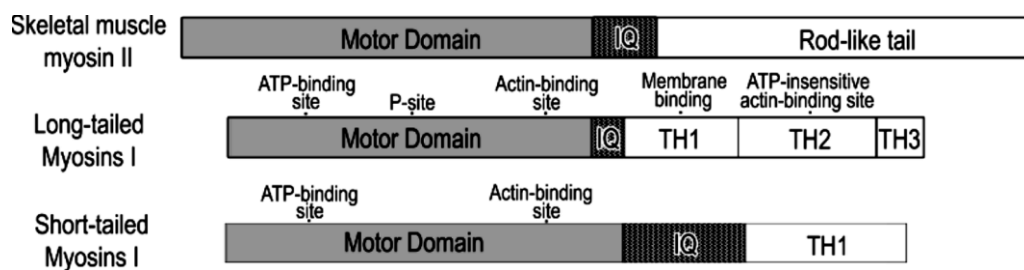 Skeletal muscle
myosin II
Motor Domain
IQ
Rod-like tail
ATP-binding
site
P-site
Actin-binding
site
Membrane
binding
ATP-insensitive
actin-binding site
Long-tailed
Myosins I
Motor Domain
IQ
TH1
TH2
TH3
ATP-binding
site
Actin-binding
site
Short-tailed
Myosins I
Motor Domain
IQ
TH1